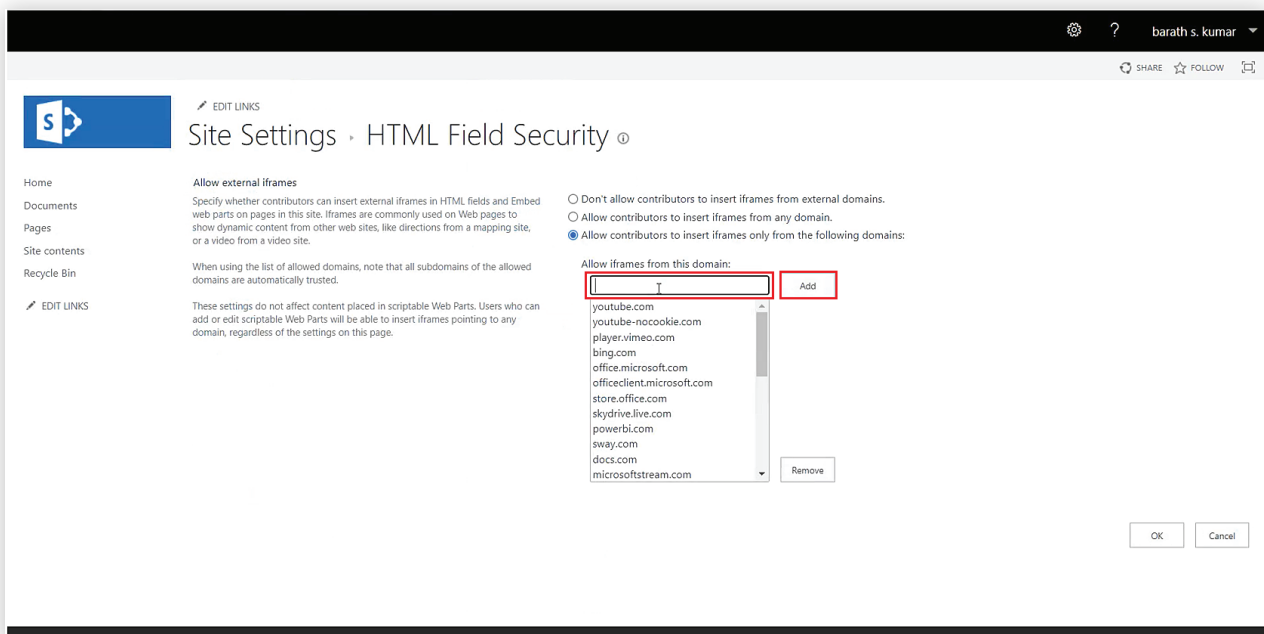 ? barath s. kumar
SHARE FOLLOW
S
EDIT LINKS
Site Settings HTML Field Security
Home
Documents
Pages
Site contents
Recycle Bin
EDIT LINKS
Allow external iframes
Specify whether contributors can insert external iframes in HTML fields and Embed
web parts on pages in this site. Iframes are commonly used on Web pages to
show dynamic content from other web sites, like directions from a mapping site,
or a video from a video site.
When using the list of allowed domains, note that all subdomains of the allowed
domains are automatically trusted.
These settings do not affect content placed in scriptable Web Parts. Users who can
add or edit scriptable Web Parts will be able to insert iframes pointing to any
domain, regardless of the settings on this page.
Don't allow contributors to insert iframes from external domains.
Allow contributors to insert iframes from any domain.
Allow contributors to insert iframes only from the following domains:
Allow iframes from this domain:
Add
youtube.com
youtube-nocookie.com
player.vimeo.com
bing.com
office.microsoft.com
officeclient.microsoft.com
store.office.com
skydrive.live.com
powerbi.com
sway.com
docs.com
microsoftstream.com
Remove
OK Cancel